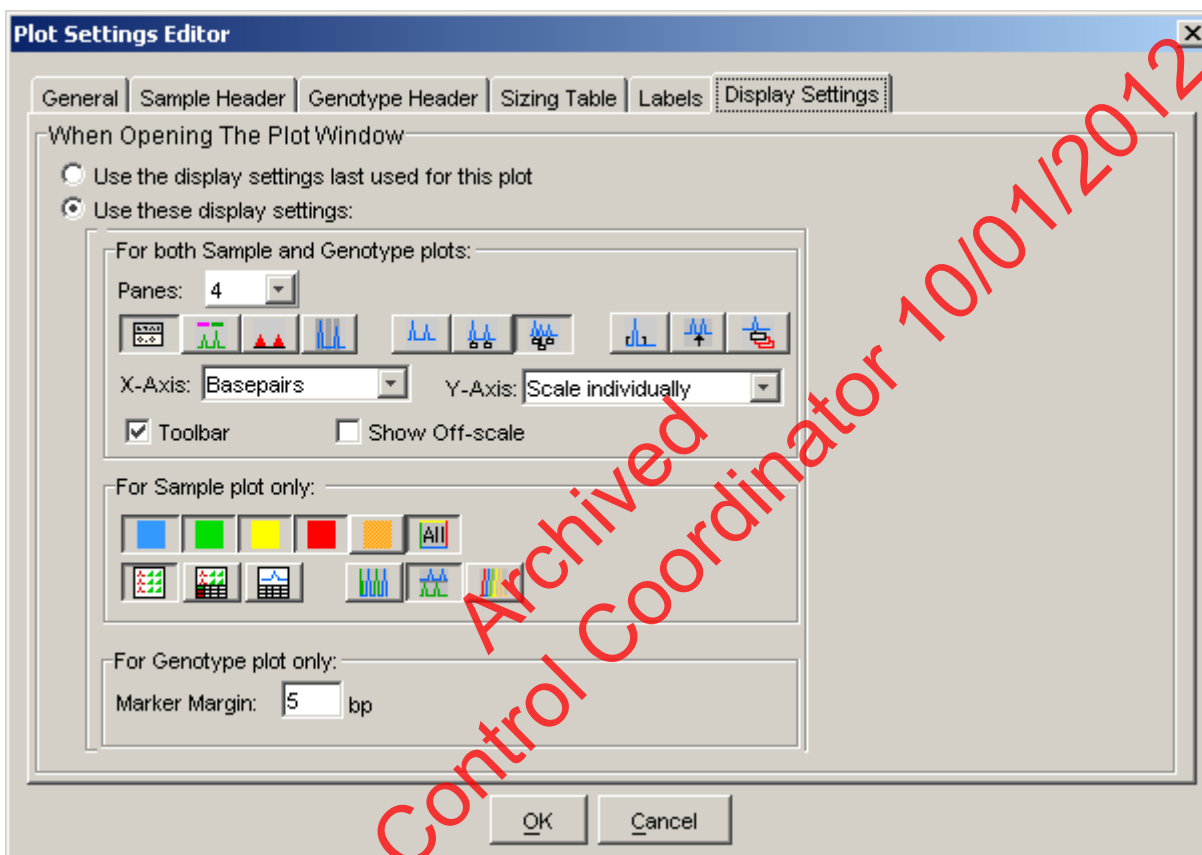 Plot Settings Editor
General Sample Header Genotype Header Sizing Table Labels Display Settings
When Opening The Plot Window
Use the display settings last used for this plot
Use these display settings:
For both Sample and Genotype plots:
Panes: 4
X-Axis: Basepairs Y-Axis: Scale individually
Toolbar Show Off-scale
For Sample plot only:
All
For Genotype plot only:
Marker Margin: 5 bp
OK Cancel
Archived
Control Coordinator 10/01/2012